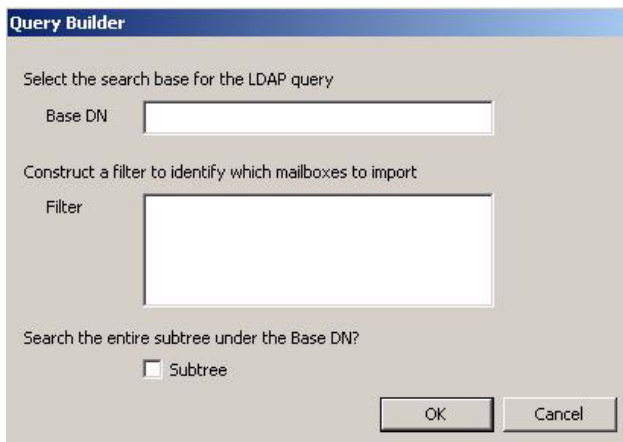 Query Builder
Select the search base for the LDAP query
Base DN
Construct a filter to identify which mailboxes to import
Filter
Search the entire subtree under the Base DN?
Subtree
OK Cancel